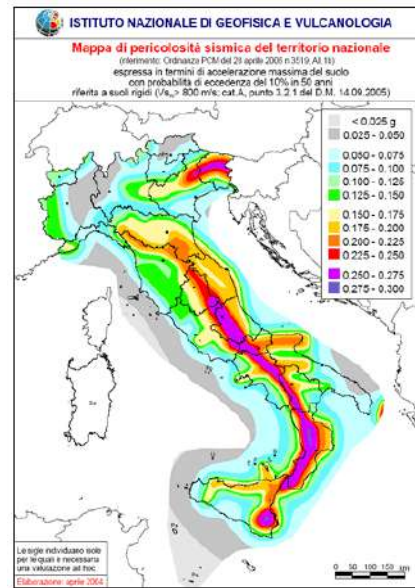 ISTITUTO NAZIONALE DI GEOFISICA E VULCANOLOGIA
Mappa di pericolosità sismica del territorio nazionale
(riferimento: Ordinanza PCM del 28 aprile 2006 n.3519, All.1b)
espressa in termini di accelerazione massima del suolo
con probabilità di eccedenza del 10% in 50 anni
riferita a suoli rigidi (Vs₃₀> 800 m/s; cat.A, punto 3.2.1 del D.M. 14.09.2005)
< 0.025 g
0.025 - 0.050
0.050 - 0.075
0.075 - 0.100
0.100 - 0.125
0.125 - 0.150
0.150 - 0.175
0.175 - 0.200
0.200 - 0.225
0.225 - 0.250
0.250 - 0.275
0.275 - 0.300
Le sigle individuano isole
per le quali è necessaria
una valutazione ad hoc
Elaborazione: aprile 2004
0 50 100 150 km